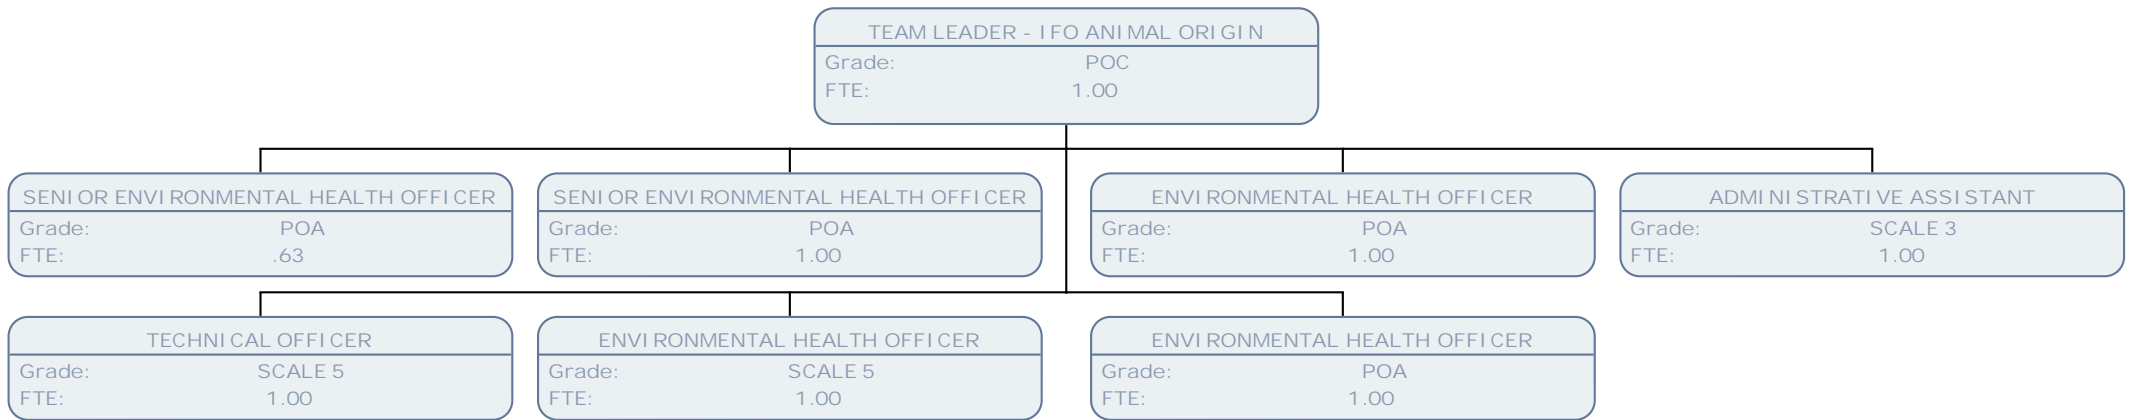 TEAM LEADER - IFO ANIMAL ORIGIN
Grade: POC
FTE: 1.00
SENIOR ENVIRONMENTAL HEALTH OFFICER
Grade: POA
FTE: .63
SENIOR ENVIRONMENTAL HEALTH OFFICER
Grade: POA
FTE: 1.00
ENVIRONMENTAL HEALTH OFFICER
Grade: POA
FTE: 1.00
ADMINISTRATIVE ASSISTANT
Grade: SCALE 3
FTE: 1.00
TECHNICAL OFFICER
Grade: SCALE 5
FTE: 1.00
ENVIRONMENTAL HEALTH OFFICER
Grade: SCALE 5
FTE: 1.00
ENVIRONMENTAL HEALTH OFFICER
Grade: POA
FTE: 1.00